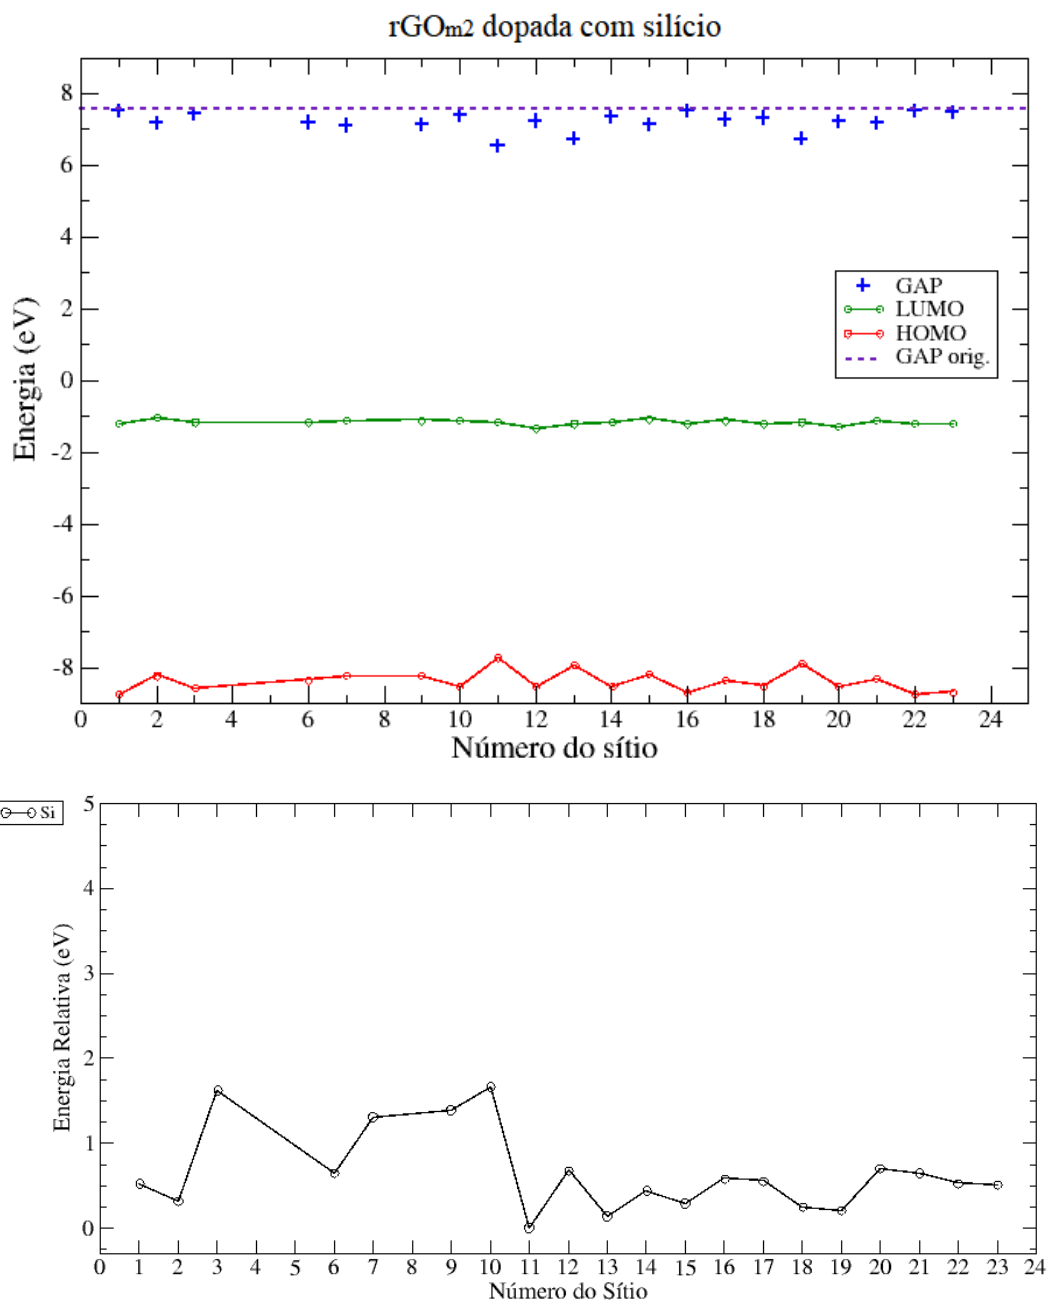 rGOm2 dopada com silício
8
6
4
2
0
-2
-4
-6
-8
Energia (eV)
GAP
LUMO
HOMO
GAP orig.
0 2 4 6 8 10 12 14 16 18 20 22 24
Número do sítio
Si
5
4
3
2
1
0
Energia Relativa (eV)
0 1 2 3 4 5 6 7 8 9 10 11 12 13 14 15 16 17 18 19 20 21 22 23 24
Número do Sítio